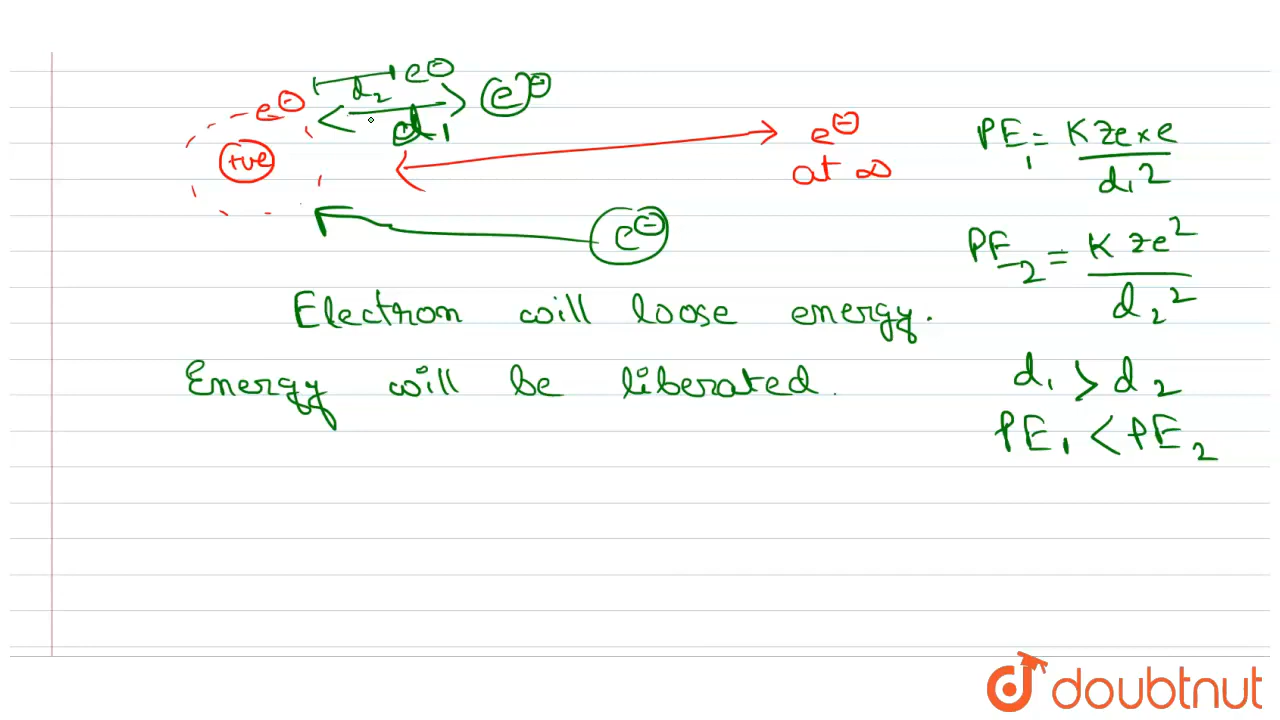 d₂ e⊖
e⊖ e⊖
d₁
+ve
e⊖
at ∞
e⊖
Electron will loose energy.
Energy will be liberated.
PE₁ = K Ze × e / d₁²
PE₂ = K Ze² / d₂²
d₁ > d₂
PE₁ < PE₂
doubtnut